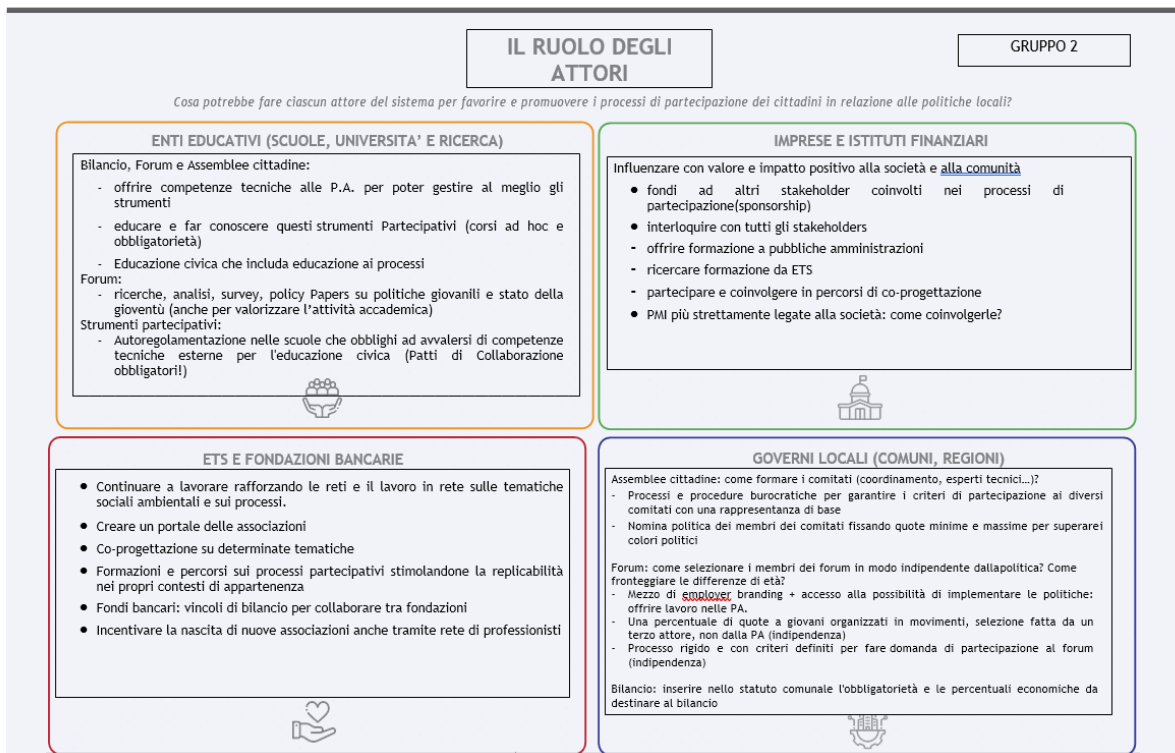 IL RUOLO DEGLI
ATTORI
GRUPPO 2
Cosa potrebbe fare ciascun attore del sistema per favorire e promuovere i processi di partecipazione dei cittadini in relazione alle politiche locali?
ENTI EDUCATIVI (SCUOLE, UNIVERSITA' E RICERCA)
Bilancio, Forum e Assemblee cittadine:
- offrire competenze tecniche alle P.A. per poter gestire al meglio gli
strumenti
- educare e far conoscere questi strumenti Partecipativi (corsi ad hoc e
obbligatorietà)
- Educazione civica che includa educazione ai processi
Forum:
- ricerche, analisi, survey, policy Papers su politiche giovanili e stato della
gioventù (anche per valorizzare l'attività accademica)
Strumenti partecipativi:
- Autoregolamentazione nelle scuole che obblighi ad avvalersi di competenze
tecniche esterne per l'educazione civica (Patti di Collaborazione
obbligatori!)
IMPRESE E ISTITUTI FINANZIARI
Influenzare con valore e impatto positivo alla società e alla comunità
● fondi ad altri stakeholder coinvolti nei processi di
partecipazione(sponsorship)
● interloquire con tutti gli stakeholders
- offrire formazione a pubbliche amministrazioni
- ricercare formazione da ETS
- partecipare e coinvolgere in percorsi di co-progettazione
● PMI più strettamente legate alla società: come coinvolgerle?
ETS E FONDAZIONI BANCARIE
● Continuare a lavorare rafforzando le reti e il lavoro in rete sulle tematiche
sociali ambientali e sui processi.
● Creare un portale delle associazioni
● Co-progettazione su determinate tematiche
● Formazioni e percorsi sui processi partecipativi stimolandone la replicabilità
nei propri contesti di appartenenza
● Fondi bancari: vincoli di bilancio per collaborare tra fondazioni
● Incentivare la nascita di nuove associazioni anche tramite rete di professionisti
GOVERNI LOCALI (COMUNI, REGIONI)
Assemblee cittadine: come formare i comitati (coordinamento, esperti tecnici…)?
- Processi e procedure burocratiche per garantire i criteri di partecipazione ai diversi
comitati con una rappresentanza di base
- Nomina politica dei membri dei comitati fissando quote minime e massime per superarei
colori politici
Forum: come selezionare i membri dei forum in modo indipendente dallapolitica? Come
fronteggiare le differenze di età?
- Mezzo di employer branding + accesso alla possibilità di implementare le politiche:
offrire lavoro nelle PA.
- Una percentuale di quote a giovani organizzati in movimenti, selezione fatta da un
terzo attore, non dalla PA (indipendenza)
- Processo rigido e con criteri definiti per fare domanda di partecipazione al forum
(indipendenza)
Bilancio: inserire nello statuto comunale l'obbligatorietà e le percentuali economiche da
destinare al bilancio